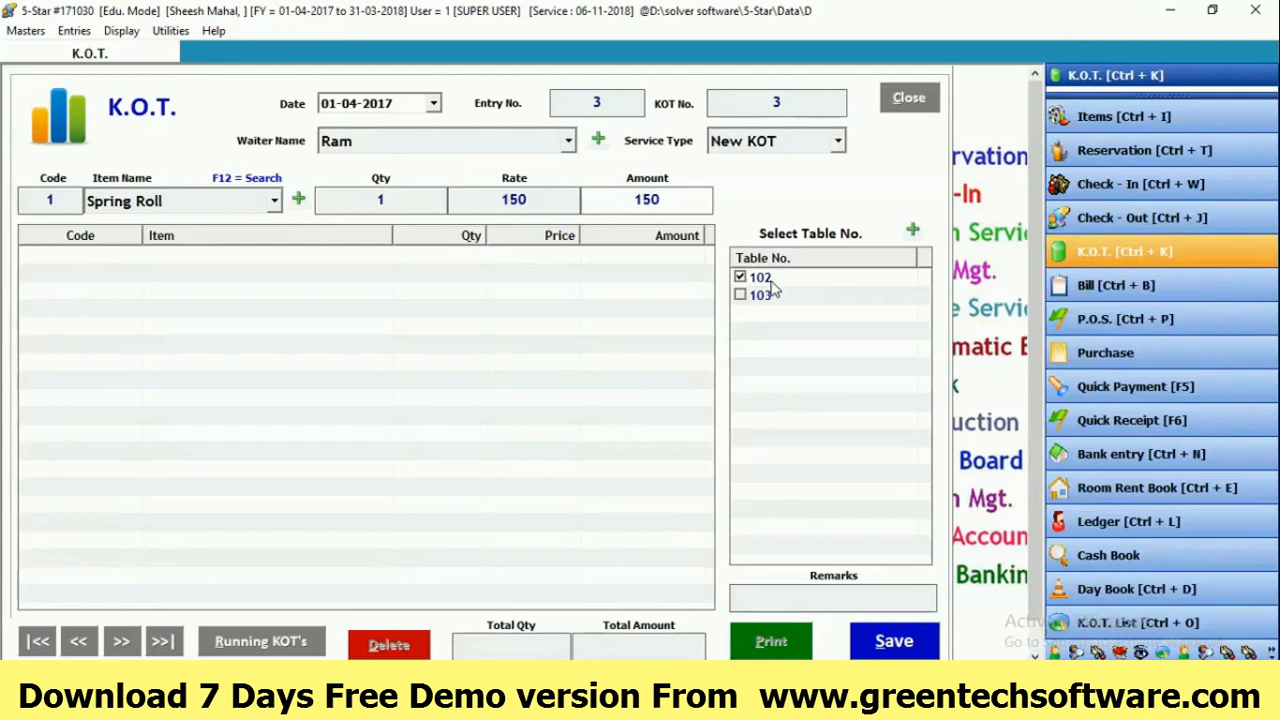 5-Star #171030 [Edu. Mode] [Sheesh Mahal, ] [FY = 01-04-2017 to 31-03-2018] User = 1 [SUPER USER] [Service : 06-11-2018] @D:\solver software\5-Star\Data\D
Masters Entries Display Utilities Help
K.O.T.
K.O.T.
Date 01-04-2017 Entry No. 3 KOT No. 3 Close
Waiter Name Ram Service Type New KOT
Code Item Name F12 = Search Qty Rate Amount
1 Spring Roll 1 150 150
Code Item Qty Price Amount
Select Table No.
Table No.
102
103
Remarks
|<< << >> >>| Running KOT's Delete Total Qty Total Amount Print Save
rvation
-In
Servic
Mgt.
Servic
matic E
k
uction
Board
Mgt.
Accoun
Bankin
K.O.T. [Ctrl + K]
Items [Ctrl + I]
Reservation [Ctrl + T]
Check - In [Ctrl + W]
Check - Out [Ctrl + J]
K.O.T. [Ctrl + K]
Bill [Ctrl + B]
P.O.S. [Ctrl + P]
Purchase
Quick Payment [F5]
Quick Receipt [F6]
Bank entry [Ctrl + N]
Room Rent Book [Ctrl + E]
Ledger [Ctrl + L]
Cash Book
Day Book [Ctrl + D]
K.O.T. List [Ctrl + O]
Download 7 Days Free Demo version From www.greentechsoftware.com